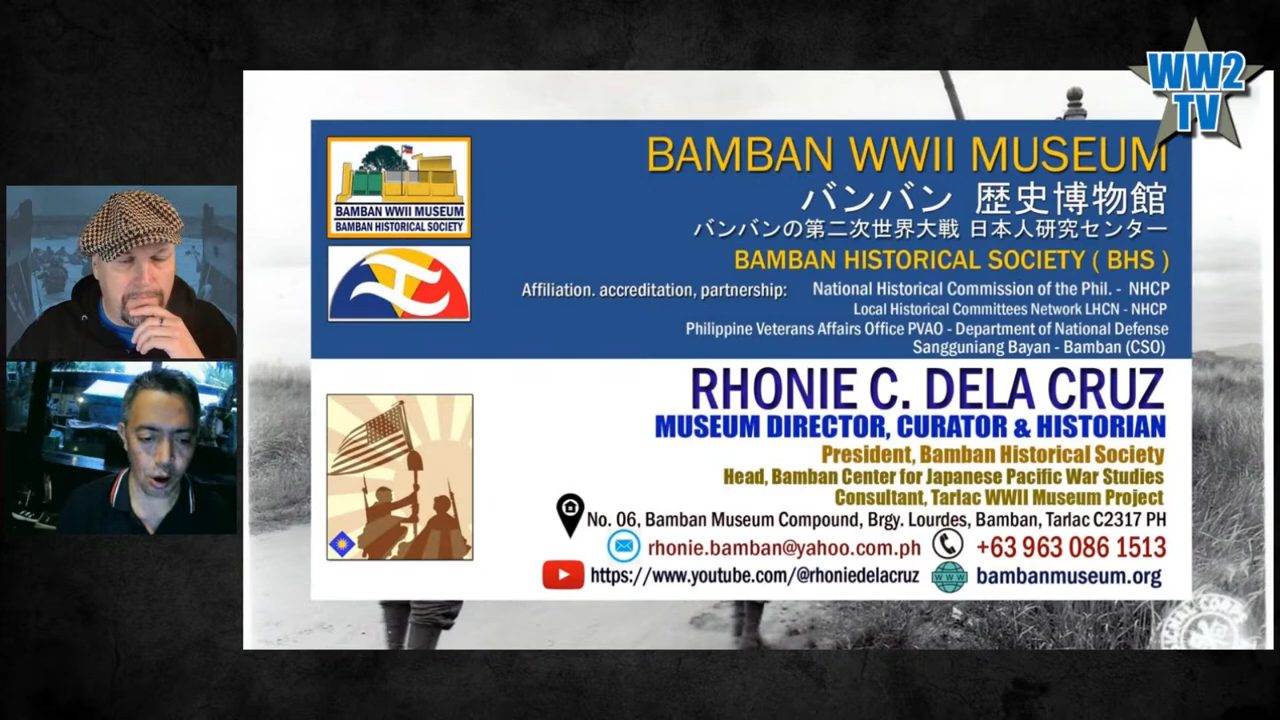 WW2
TV
BAMBAN WWII MUSEUM
BAMBAN HISTORICAL SOCIETY
BAMBAN WWII MUSEUM
バンバン 歴史博物館
バンバンの第二次世界大戦 日本人研究センター
BAMBAN HISTORICAL SOCIETY ( BHS )
Affiliation. accreditation, partnership: National Historical Commission of the Phil. - NHCP
Local Historical Committees Network LHCN - NHCP
Philippine Veterans Affairs Office PVAO - Department of National Defense
Sangguniang Bayan - Bamban (CSO)
RHONIE C. DELA CRUZ
MUSEUM DIRECTOR, CURATOR & HISTORIAN
President, Bamban Historical Society
Head, Bamban Center for Japanese Pacific War Studies
Consultant, Tarlac WWII Museum Project
No. 06, Bamban Museum Compound, Brgy. Lourdes, Bamban, Tarlac C2317 PH
rhonie.bamban@yahoo.com.ph +63 963 086 1513
https://www.youtube.com/@rhoniedelacruz bambanmuseum.org